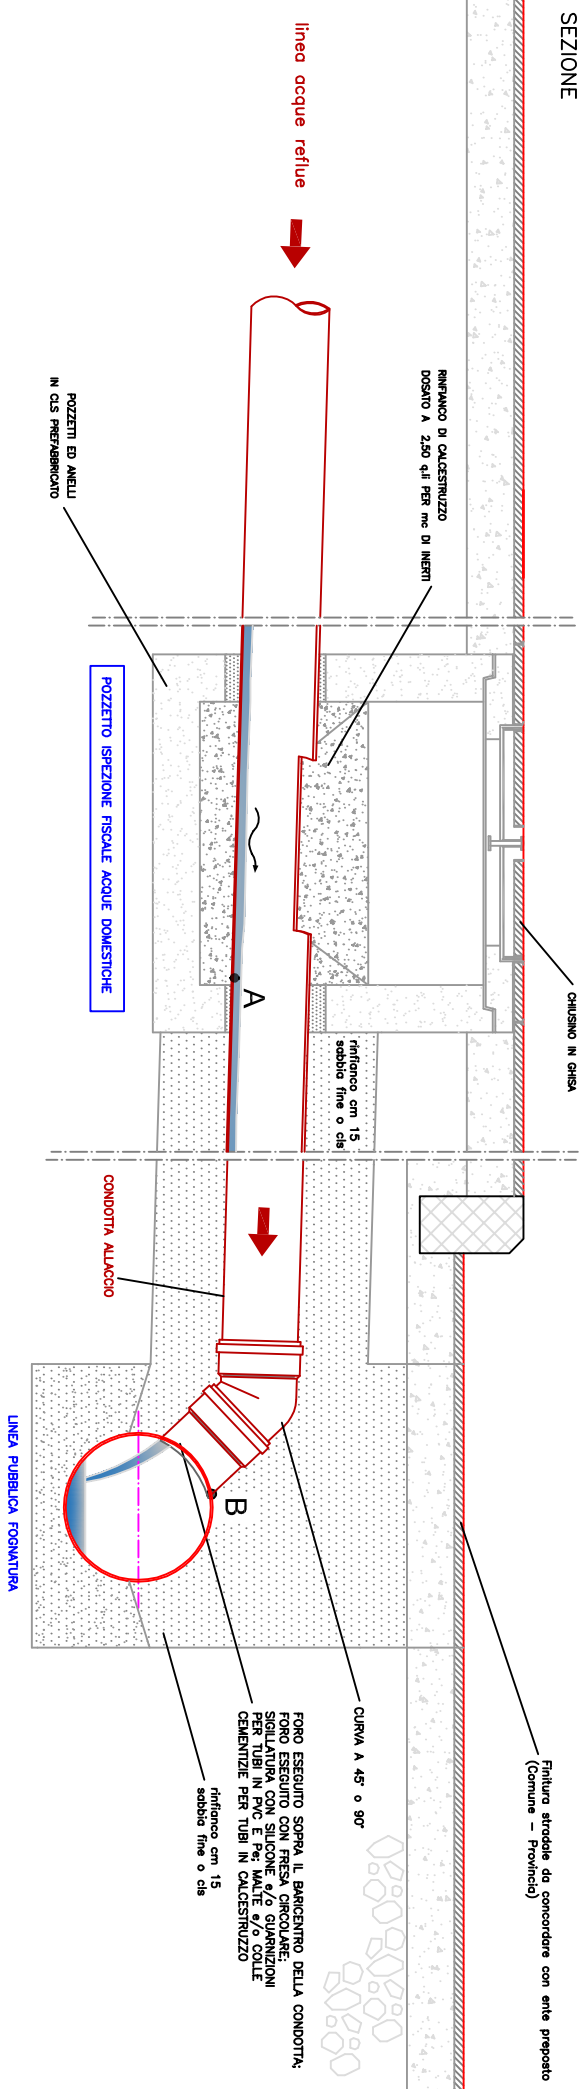 SEZIONE
linea acque reflue
RINFIANCO DI CALCESTRUZZO
DOSATO A 2,50 q.li PER mc DI INERTI
POZZETTI ED ANELLI
IN CLS PREFABBRICATO
POZZETTO ISPEZIONE FISCALE ACQUE DOMESTICHE
CHIUSINO IN GHISA
A
rinfianco cm 15
sabbia fine o cls
CONDOTTA ALLACCIO
B
LINEA PUBBLICA FOGNATURA
Finitura stradale da concordare con ente preposto
(Comune – Provincia)
CURVA A 45° o 90°
FORO ESEGUITO SOPRA IL BARICENTRO DELLA CONDOTTA;
FORO ESEGUITO CON FRESA CIRCOLARE;
SIGILLATURA CON SILICONE e/o GUARNIZIONI
PER TUBI IN PVC E Pe; MALTE e/o COLLE
CEMENTIZIE PER TUBI IN CALCESTRUZZO
rinfianco cm 15
sabbia fine o cls